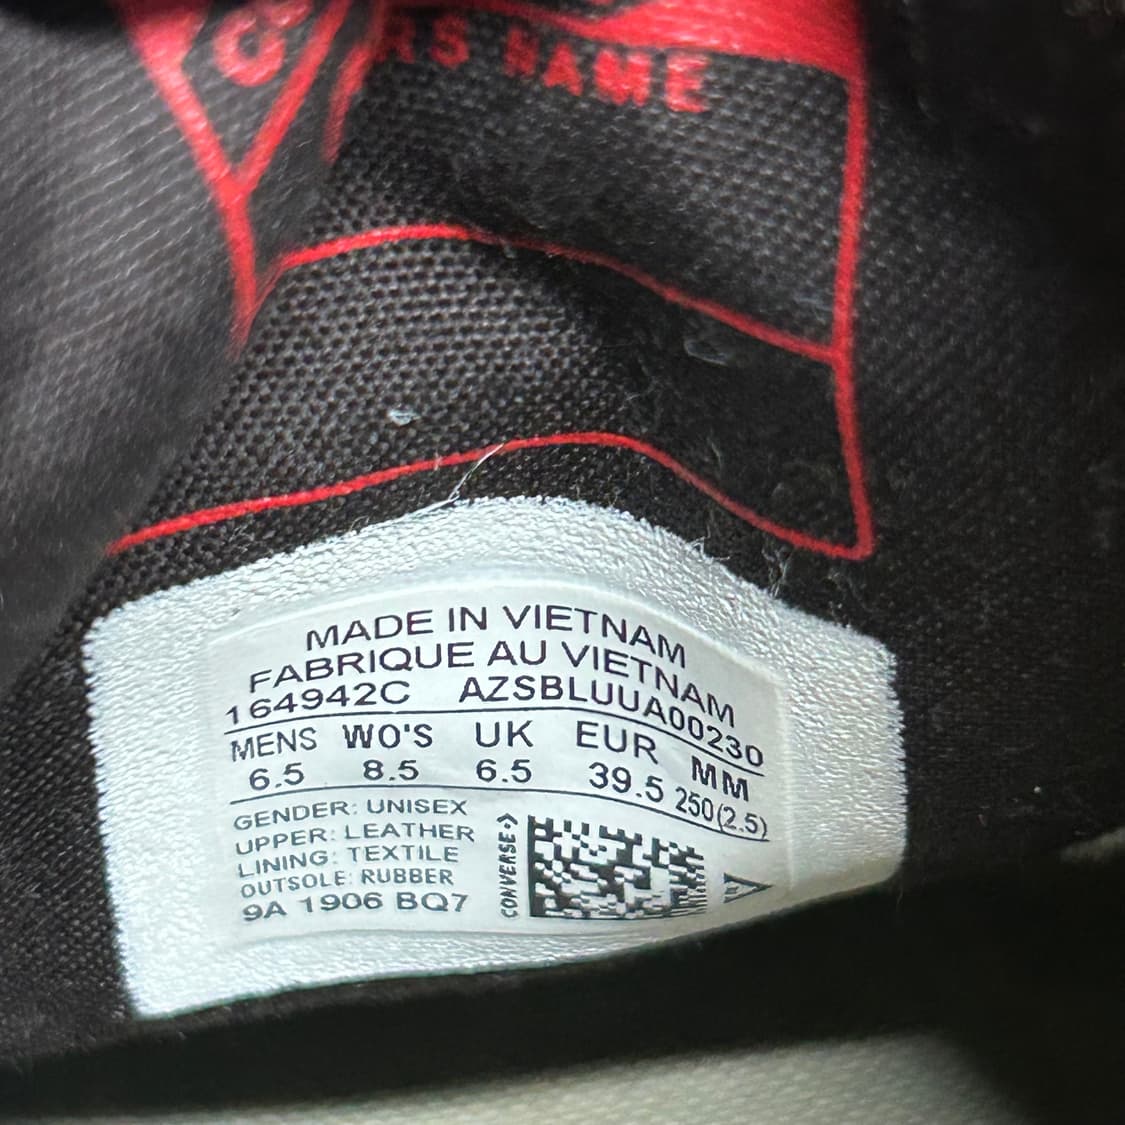 RS NAME
MADE IN VIETNAM
FABRIQUE AU VIETNAM
164942C AZSBLUUA00230
MENS WO'S UK EUR MM
6.5 8.5 6.5 39.5 250(2.5)
GENDER: UNISEX
UPPER: LEATHER
LINING: TEXTILE
OUTSOLE: RUBBER
9A 1906 BQ7
CONVERSE